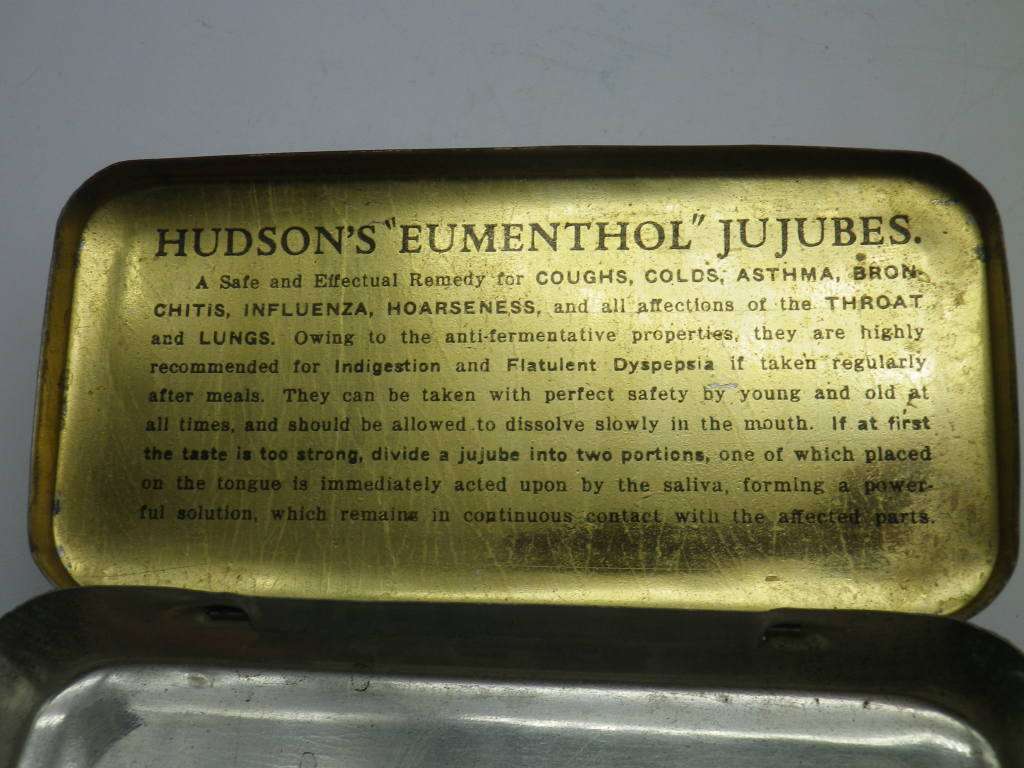 HUDSON'S "EUMENTHOL" JUJUBES.
A Safe and Effectual Remedy for COUGHS, COLDS, ASTHMA, BRON-
CHITIS, INFLUENZA, HOARSENESS, and all affections of the THROAT
and LUNGS. Owing to the anti-fermentative properties, they are highly
recommended for Indigestion and Flatulent Dyspepsia if taken regularly
after meals. They can be taken with perfect safety by young and old at
all times, and should be allowed to dissolve slowly in the mouth. If at first
the taste is too strong, divide a jujube into two portions, one of which placed
on the tongue is immediately acted upon by the saliva, forming a power-
ful solution, which remains in continuous contact with the affected parts.